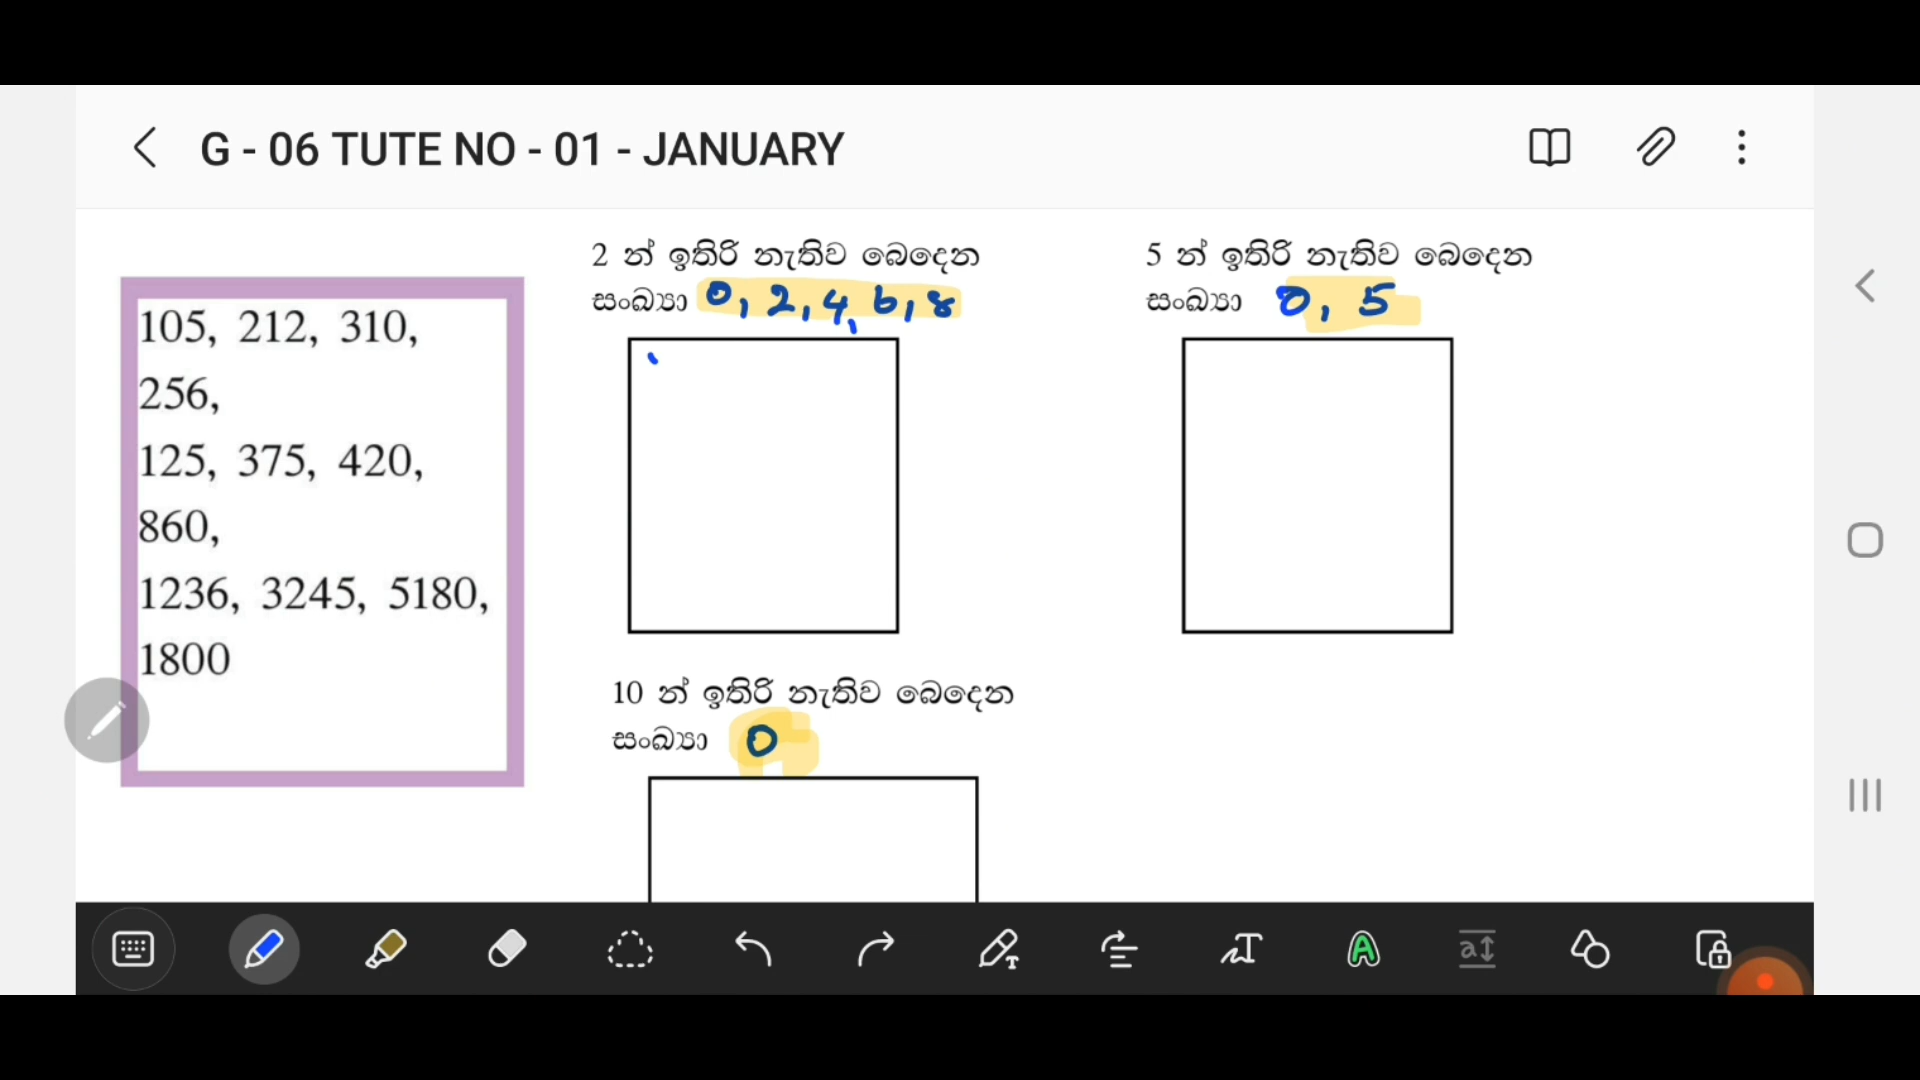 G - 06 TUTE NO - 01 - JANUARY
105, 212, 310,
256,
125, 375, 420,
860,
1236, 3245, 5180,
1800
2 න් ඉතිරි නැතිව බෙදෙන
සංඛ්‍යා 0, 2, 4, 6, 8
5 න් ඉතිරි නැතිව බෙදෙන
සංඛ්‍යා 0, 5
10 න් ඉතිරි නැතිව බෙදෙන
සංඛ්‍යා 0